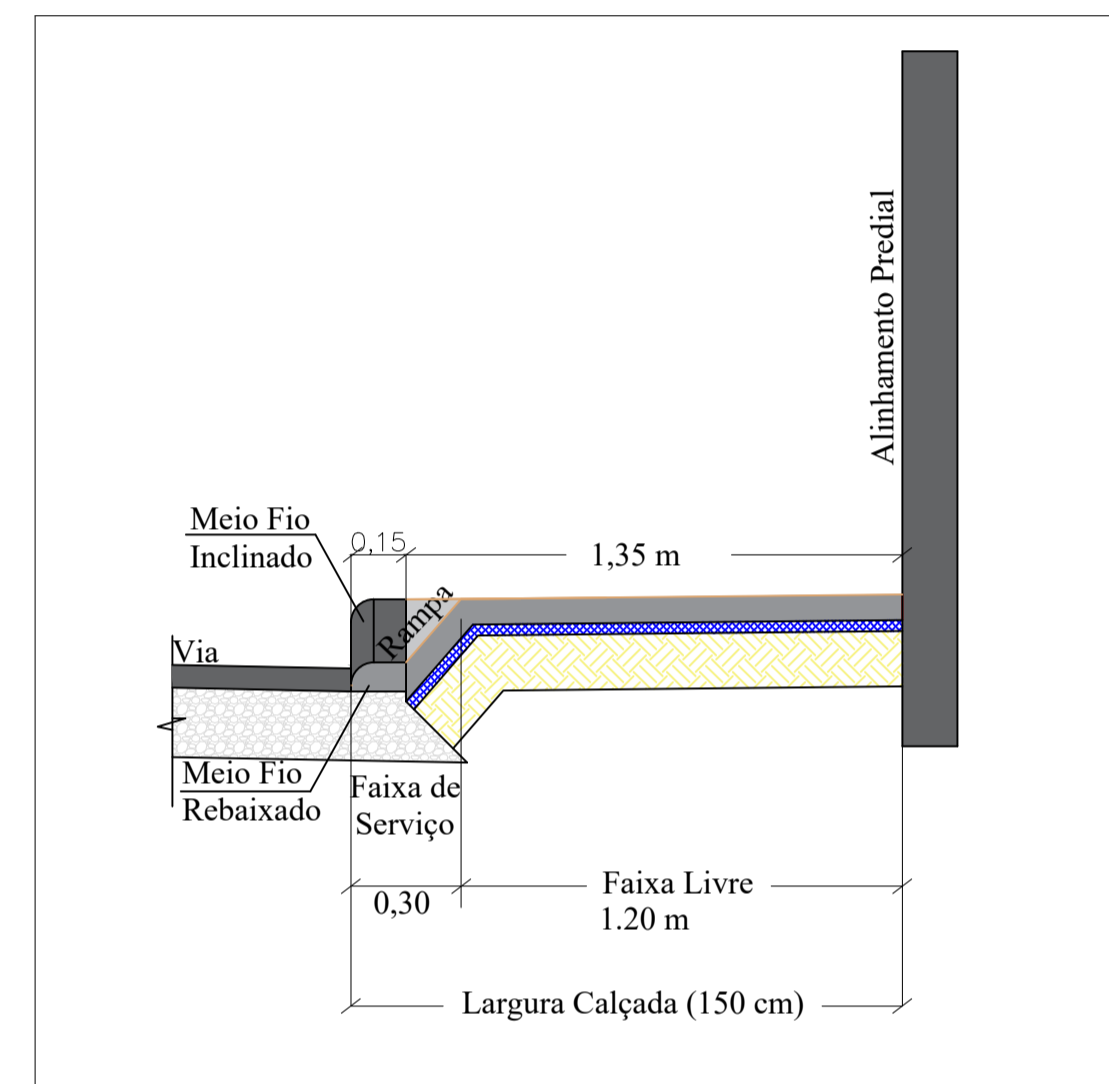 Alinhamento Predial
Meio Fio
Inclinado
0,15
1,35 m
Rampa
Via
Meio Fio
Rebaixado
Faixa de
Serviço
0,30
Faixa Livre
1.20 m
Largura Calçada (150 cm)